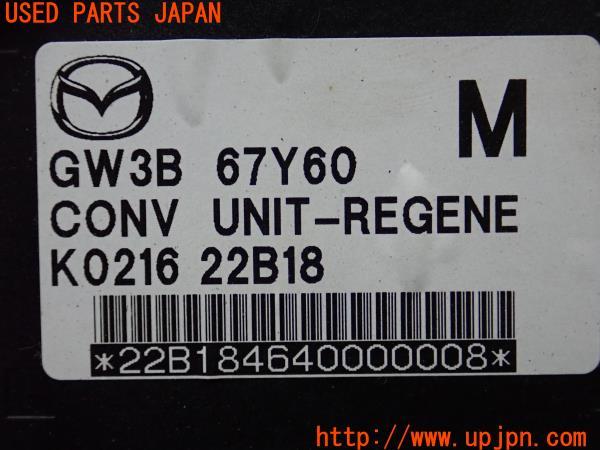 USED PARTS JAPAN
M
GW3B 67Y60
CONV UNIT-REGENE
K0216 22B18
*22B184640000008*
http://www.upjpn.com